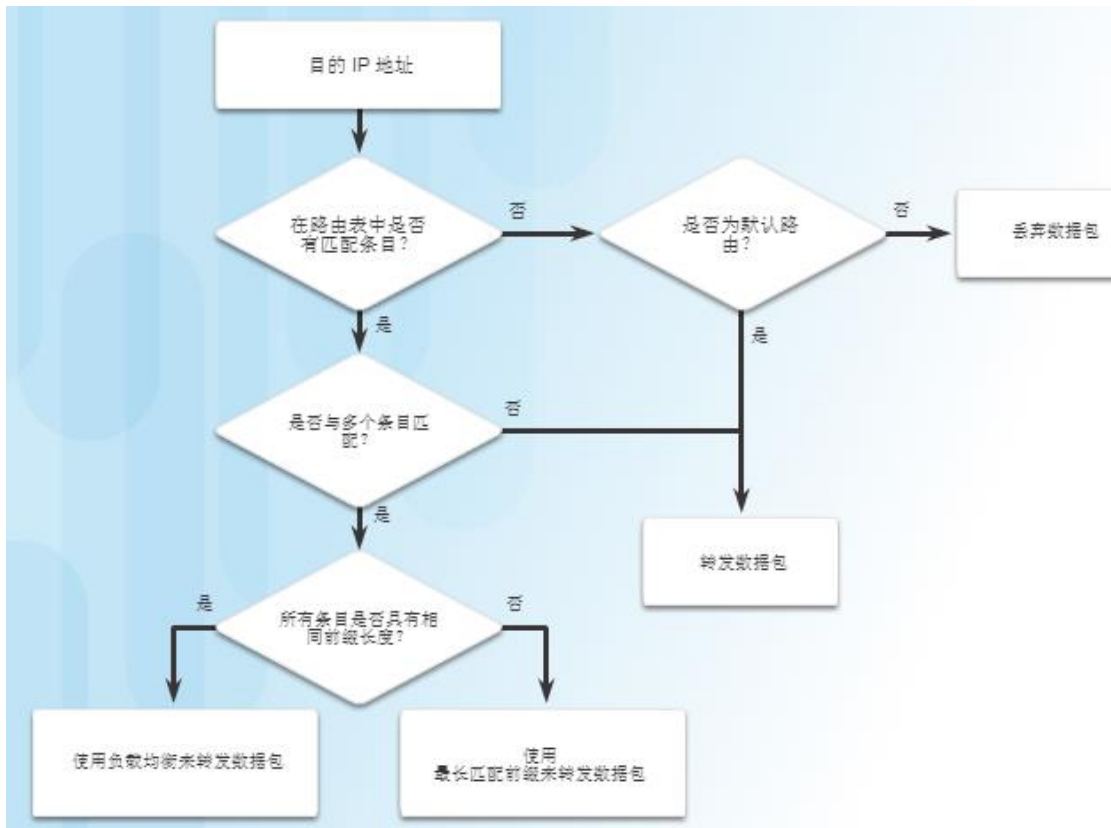 目的 IP 地址
在路由表中是否
有匹配条目？
否
是否为默认路
由？
否
丢弃数据包
是
是
是否与多个条目匹
配？
否
是
转发数据包
所有条目是否具有相
同前缀长度？
是
否
使用负载均衡来转发数据包
使用
最长匹配前缀来转发数据包